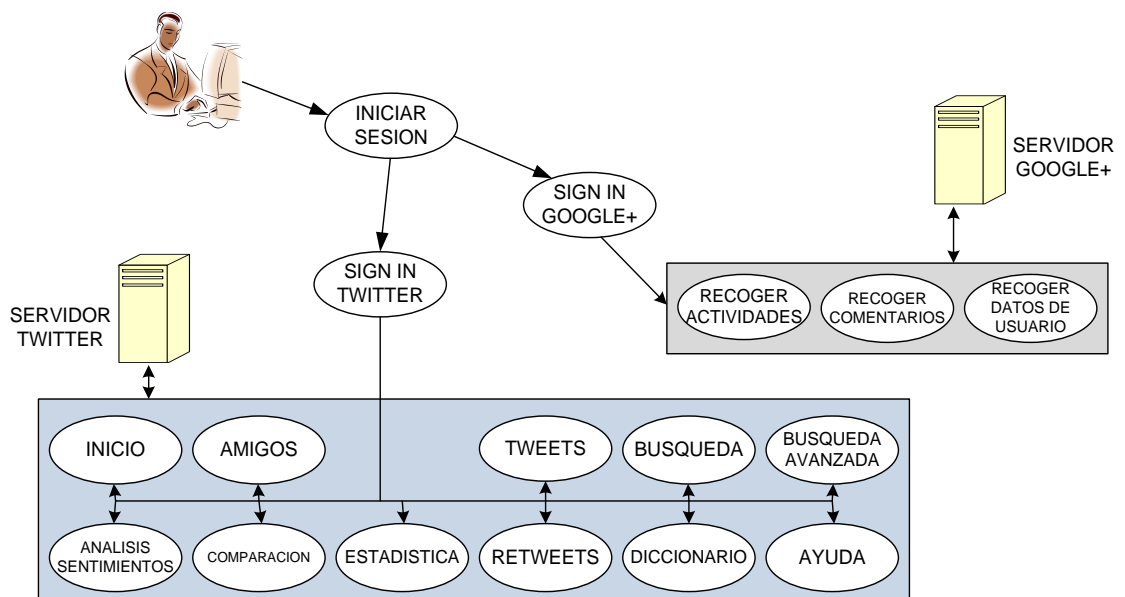 INICIAR
SESION
SERVIDOR
GOOGLE+
SIGN IN
GOOGLE+
SIGN IN
TWITTER
SERVIDOR
TWITTER
RECOGER
ACTIVIDADES
RECOGER
COMENTARIOS
RECOGER
DATOS DE
USUARIO
INICIO
AMIGOS
TWEETS
BUSQUEDA
BUSQUEDA
AVANZADA
ANALISIS
SENTIMIENTOS
COMPARACION
ESTADISTICA
RETWEETS
DICCIONARIO
AYUDA